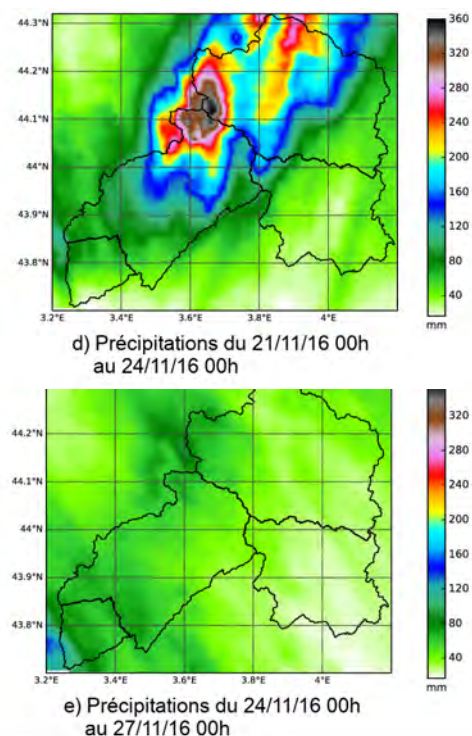 44.3°N
44.2°N
44.1°N
44°N
43.9°N
43.8°N
3.2°E 3.4°E 3.6°E 3.8°E 4°E
360
320
280
240
200
160
120
80
40
mm
d) Précipitations du 21/11/16 00h
au 24/11/16 00h
44.2°N
44.1°N
44°N
43.9°N
43.8°N
3.2°E 3.4°E 3.6°E 3.8°E 4°E
320
280
240
200
160
120
80
40
mm
e) Précipitations du 24/11/16 00h
au 27/11/16 00h